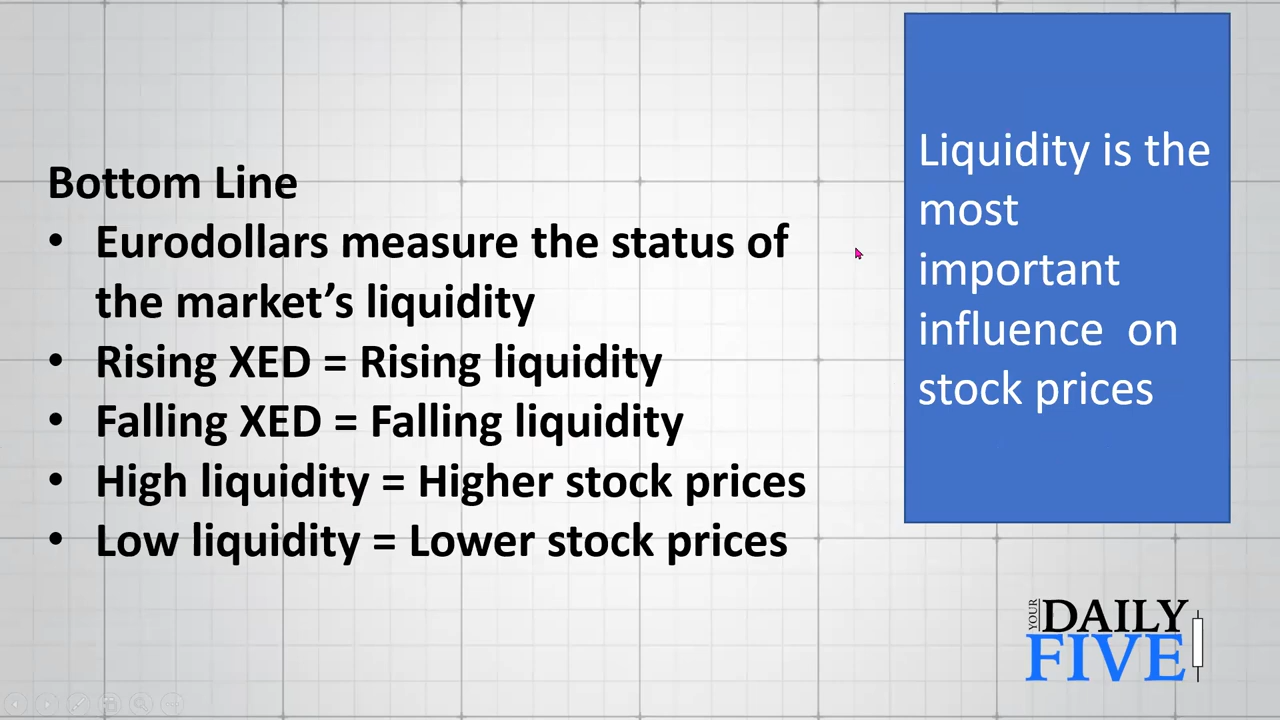 Bottom Line
• Eurodollars measure the status of
the market’s liquidity
• Rising XED = Rising liquidity
• Falling XED = Falling liquidity
• High liquidity = Higher stock prices
• Low liquidity = Lower stock prices
Liquidity is the
most
important
influence  on
stock prices
YOUR DAILY
FIVE